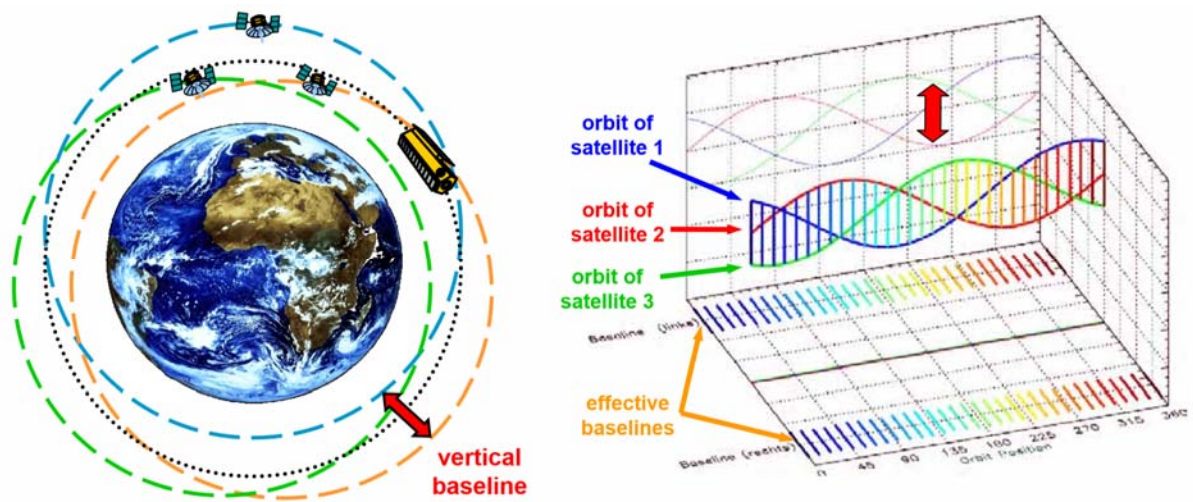 vertical
baseline
orbit of
satellite 1
orbit of
satellite 2
orbit of
satellite 3
effective
baselines
Baseline (links)
Baseline (rechts)
0
45
90
135
180
225
270
315
360
Orbit Position